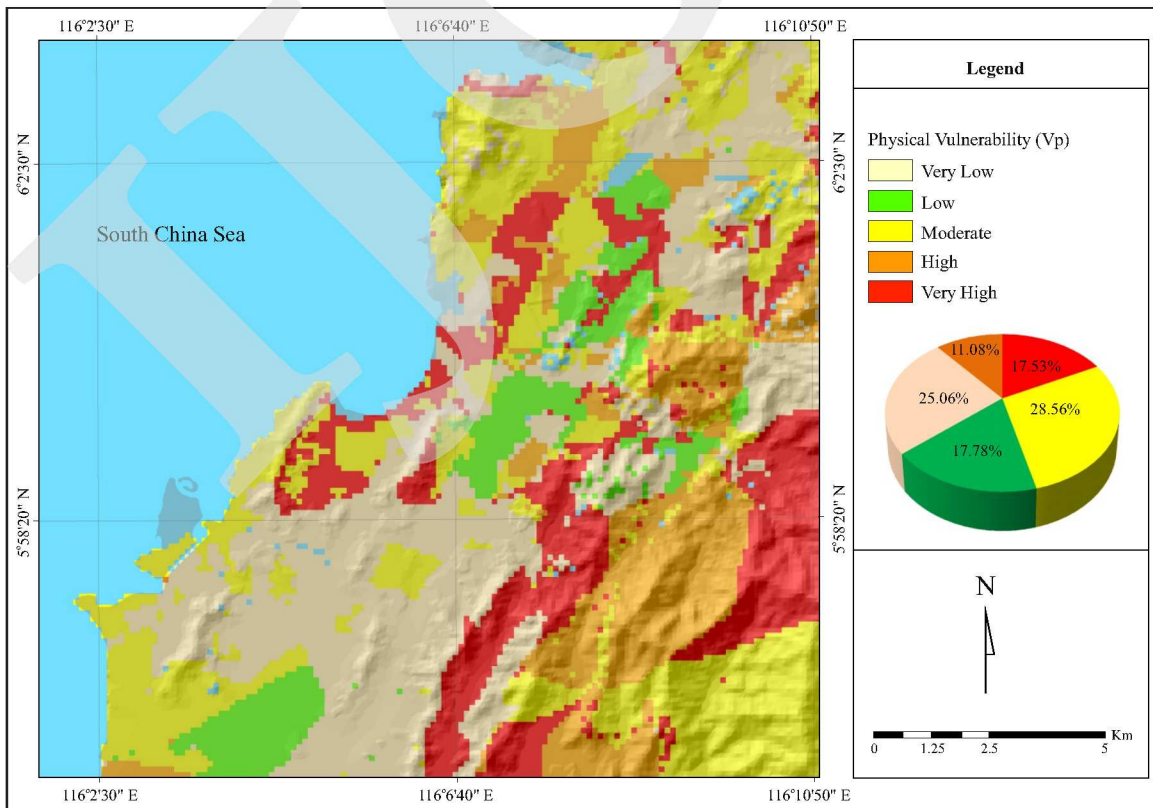 116°2'30" E
116°6'40" E
116°10'50" E
6°2'30" N
6°2'30" N
South China Sea
5°58'20" N
5°58'20" N
116°2'30" E
116°6'40" E
116°10'50" E
Legend
Physical Vulnerability (Vp)
Very Low
Low
Moderate
High
Very High
11.08%
17.53%
25.06%
28.56%
17.78%
N
Km
0
1.25
2.5
5